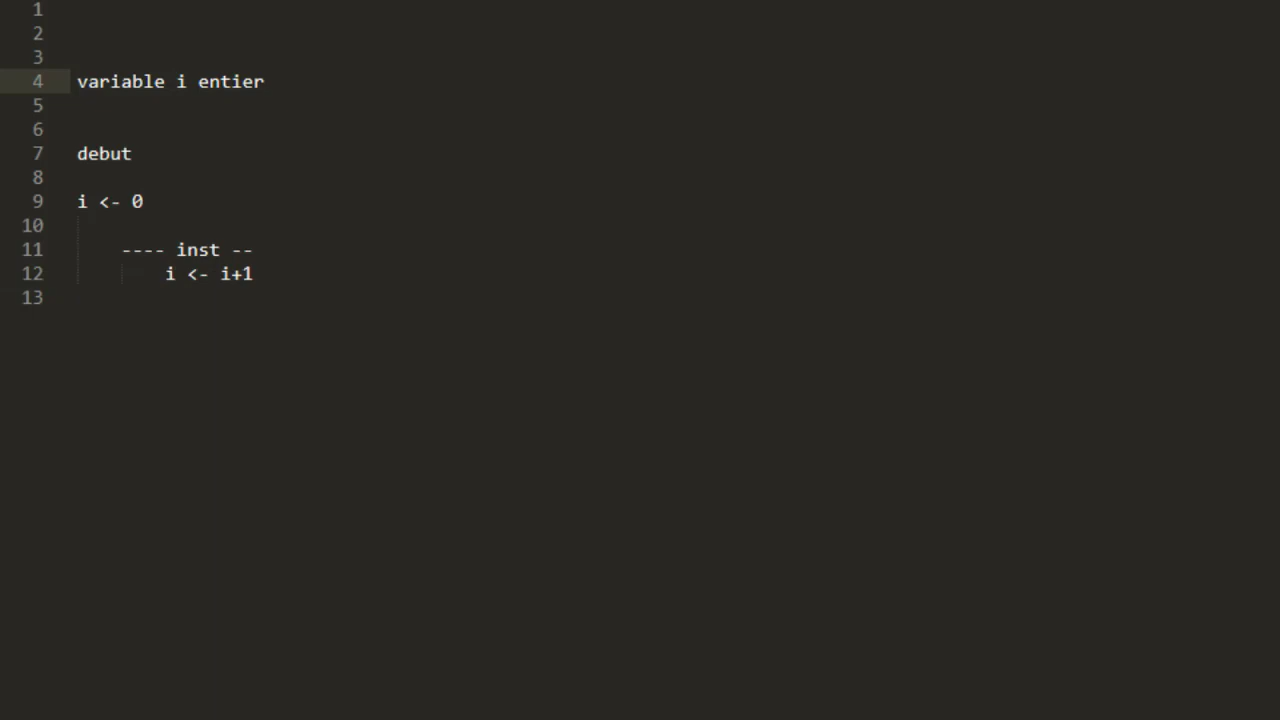 1
2
3
4 variable i entier
5
6
7 debut
8
9 i <- 0
10
11 ---- inst --
12 i <- i+1
13